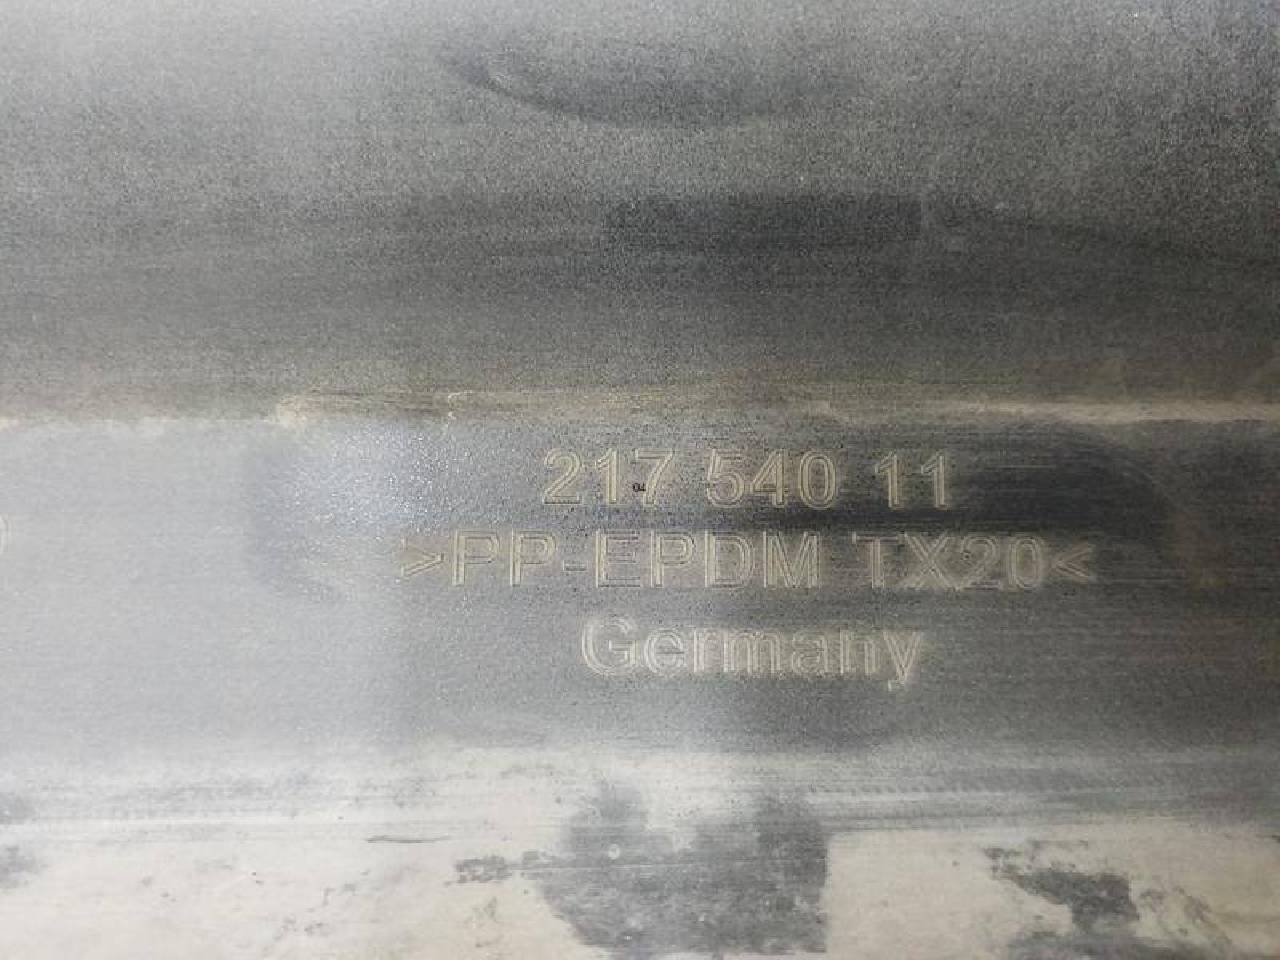 217 540 11
>PP-EPDM TX20<
Germany